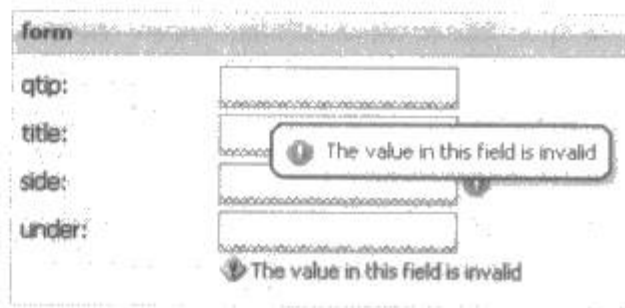 form
qtip:
title:
The value in this field is invalid
side:
under:
The value in this field is invalid